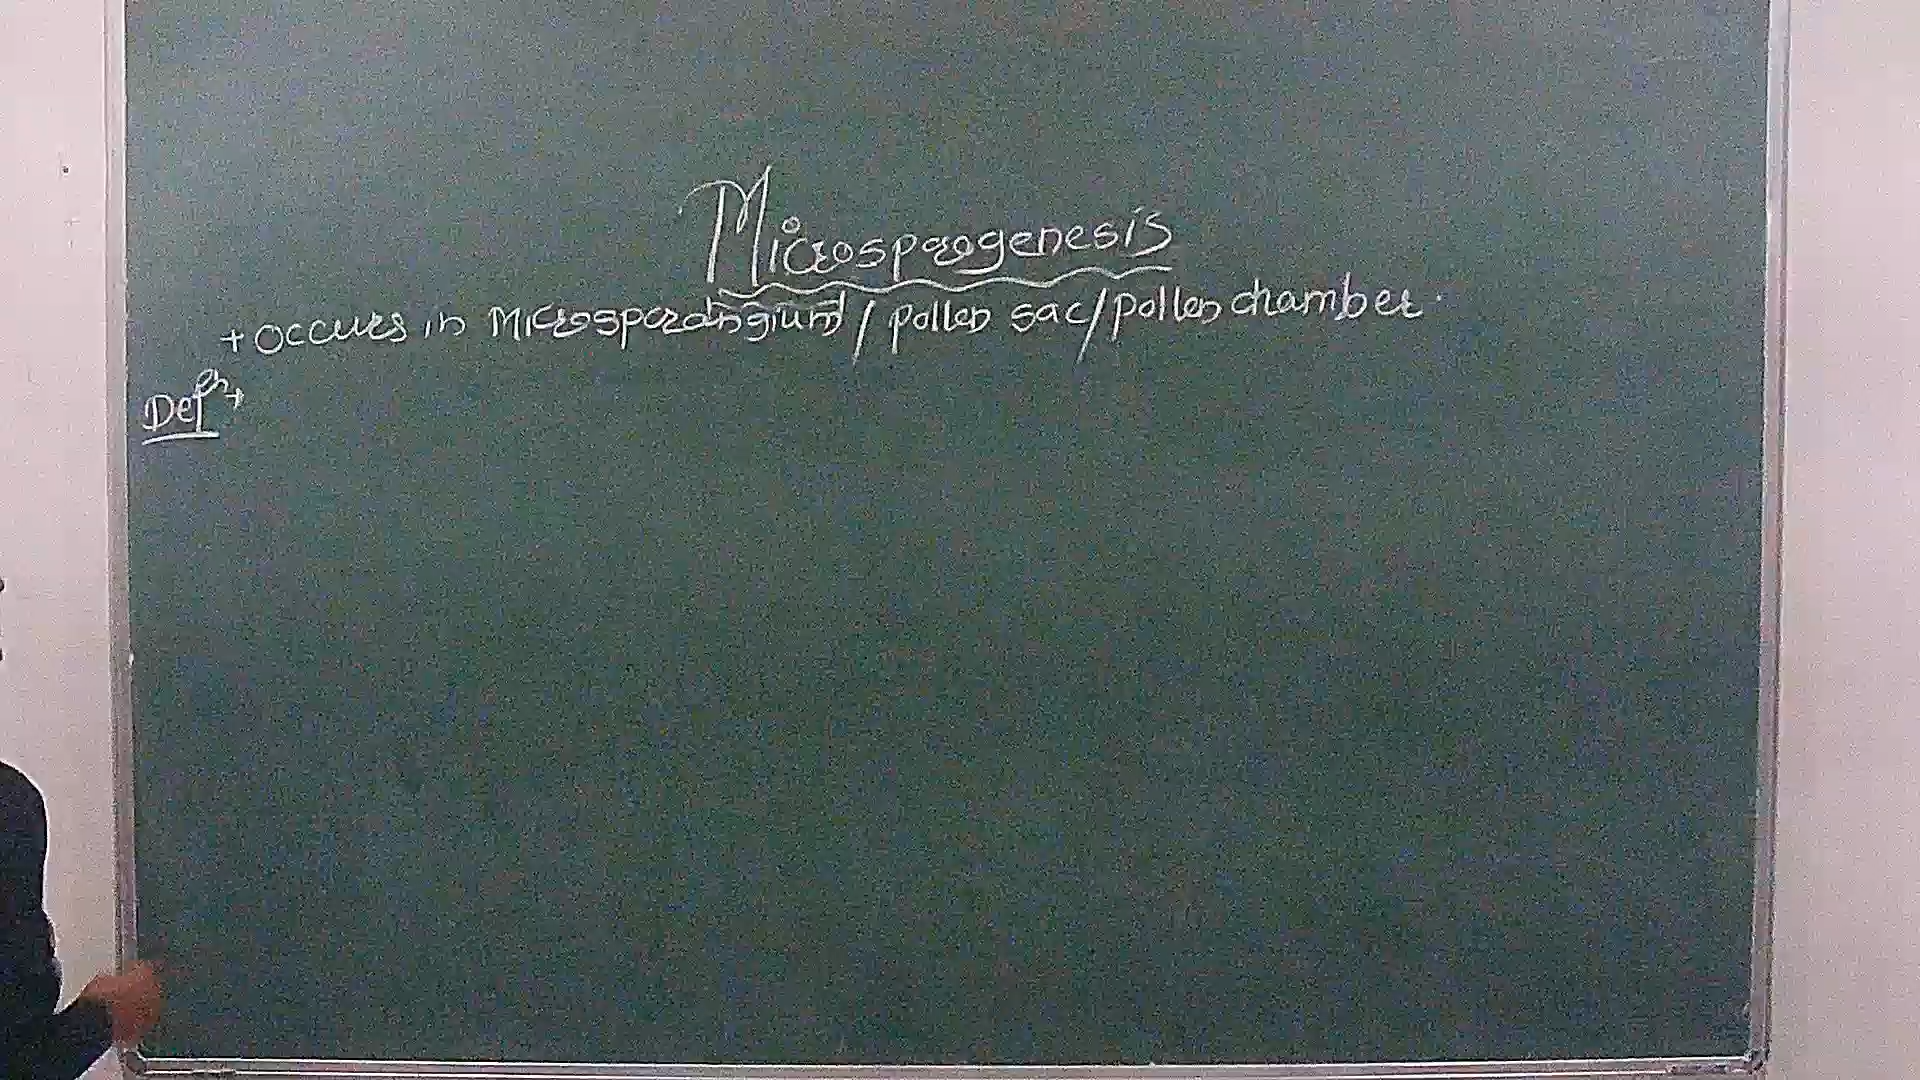 Microsporogenesis
+ occurs in Microsporangium / pollen sac / pollen chamber.
Defn +